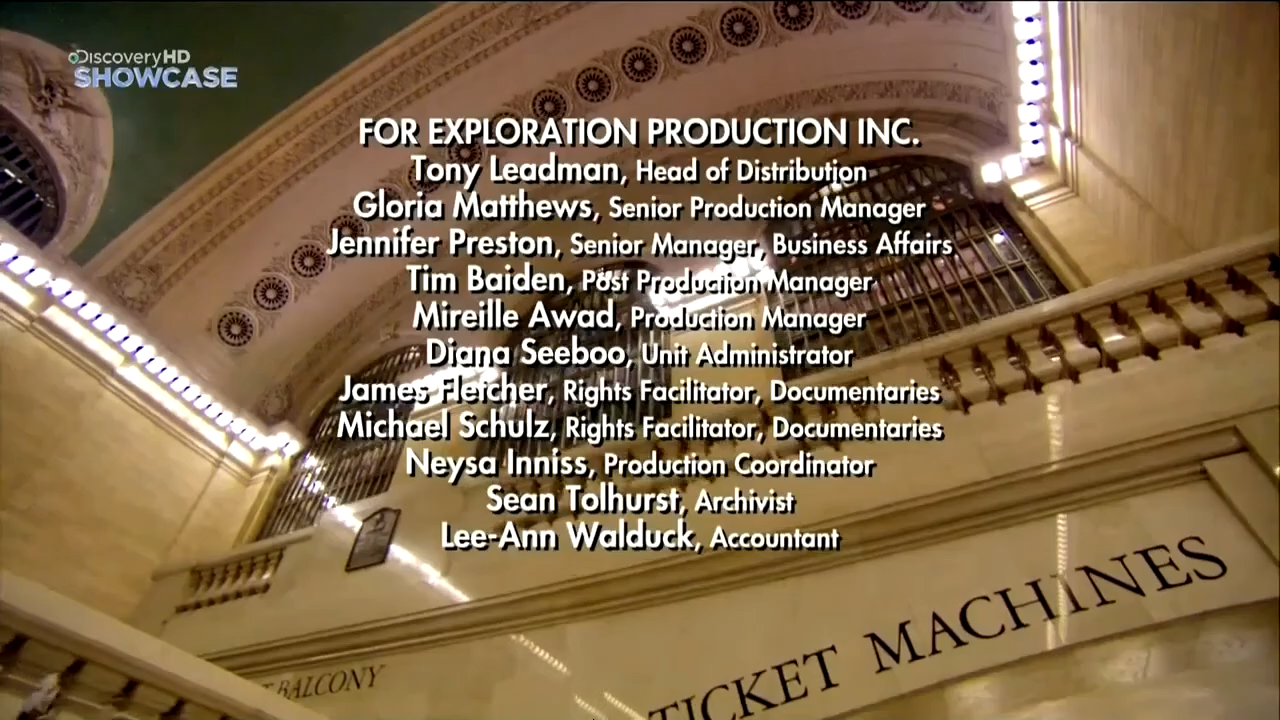 DiscoveryHD
SHOWCASE
FOR EXPLORATION PRODUCTION INC.
Tony Leadman, Head of Distribution
Gloria Matthews, Senior Production Manager
Jennifer Preston, Senior Manager, Business Affairs
Tim Baiden, Post Production Manager
Mireille Awad, Production Manager
Diana Seeboo, Unit Administrator
James Fletcher, Rights Facilitator, Documentaries
Michael Schulz, Rights Facilitator, Documentaries
Neysa Inniss, Production Coordinator
Sean Tolhurst, Archivist
Lee-Ann Walduck, Accountant
TICKET MACHINES
BALCONY